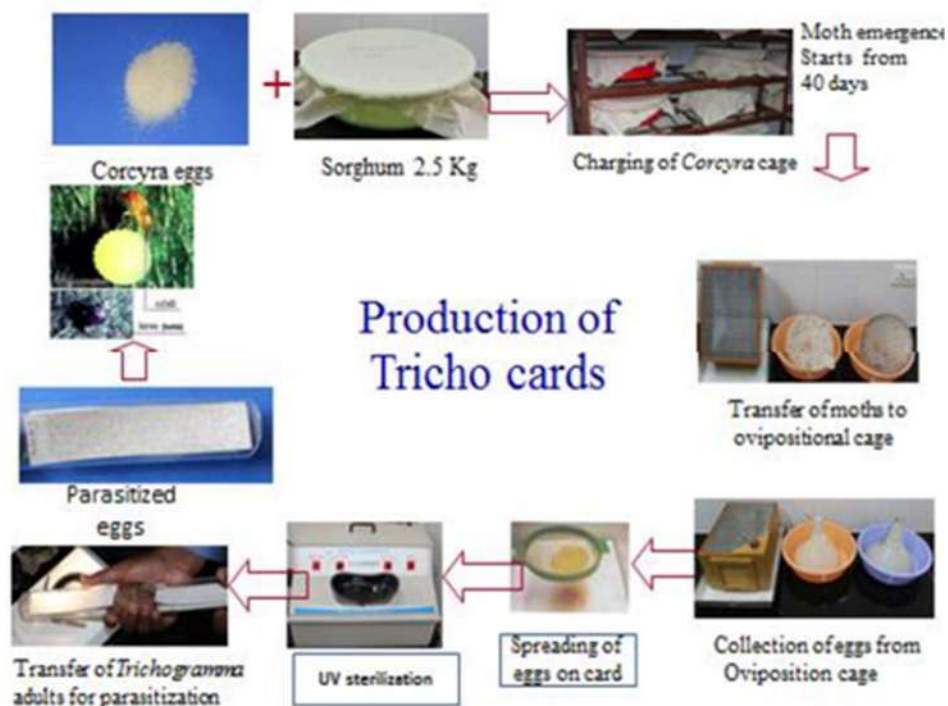 Corcyra eggs
+
Sorghum 2.5 Kg
Charging of Corcyra cage
Moth emergence
Starts from
40 days
Production of
Tricho cards
Transfer of moths to
ovipositional cage
Collection of eggs from
Oviposition cage
Spreading of
eggs on card
UV sterilization
Transfer of Trichogramma
adults for parasitization
Parasitized
eggs